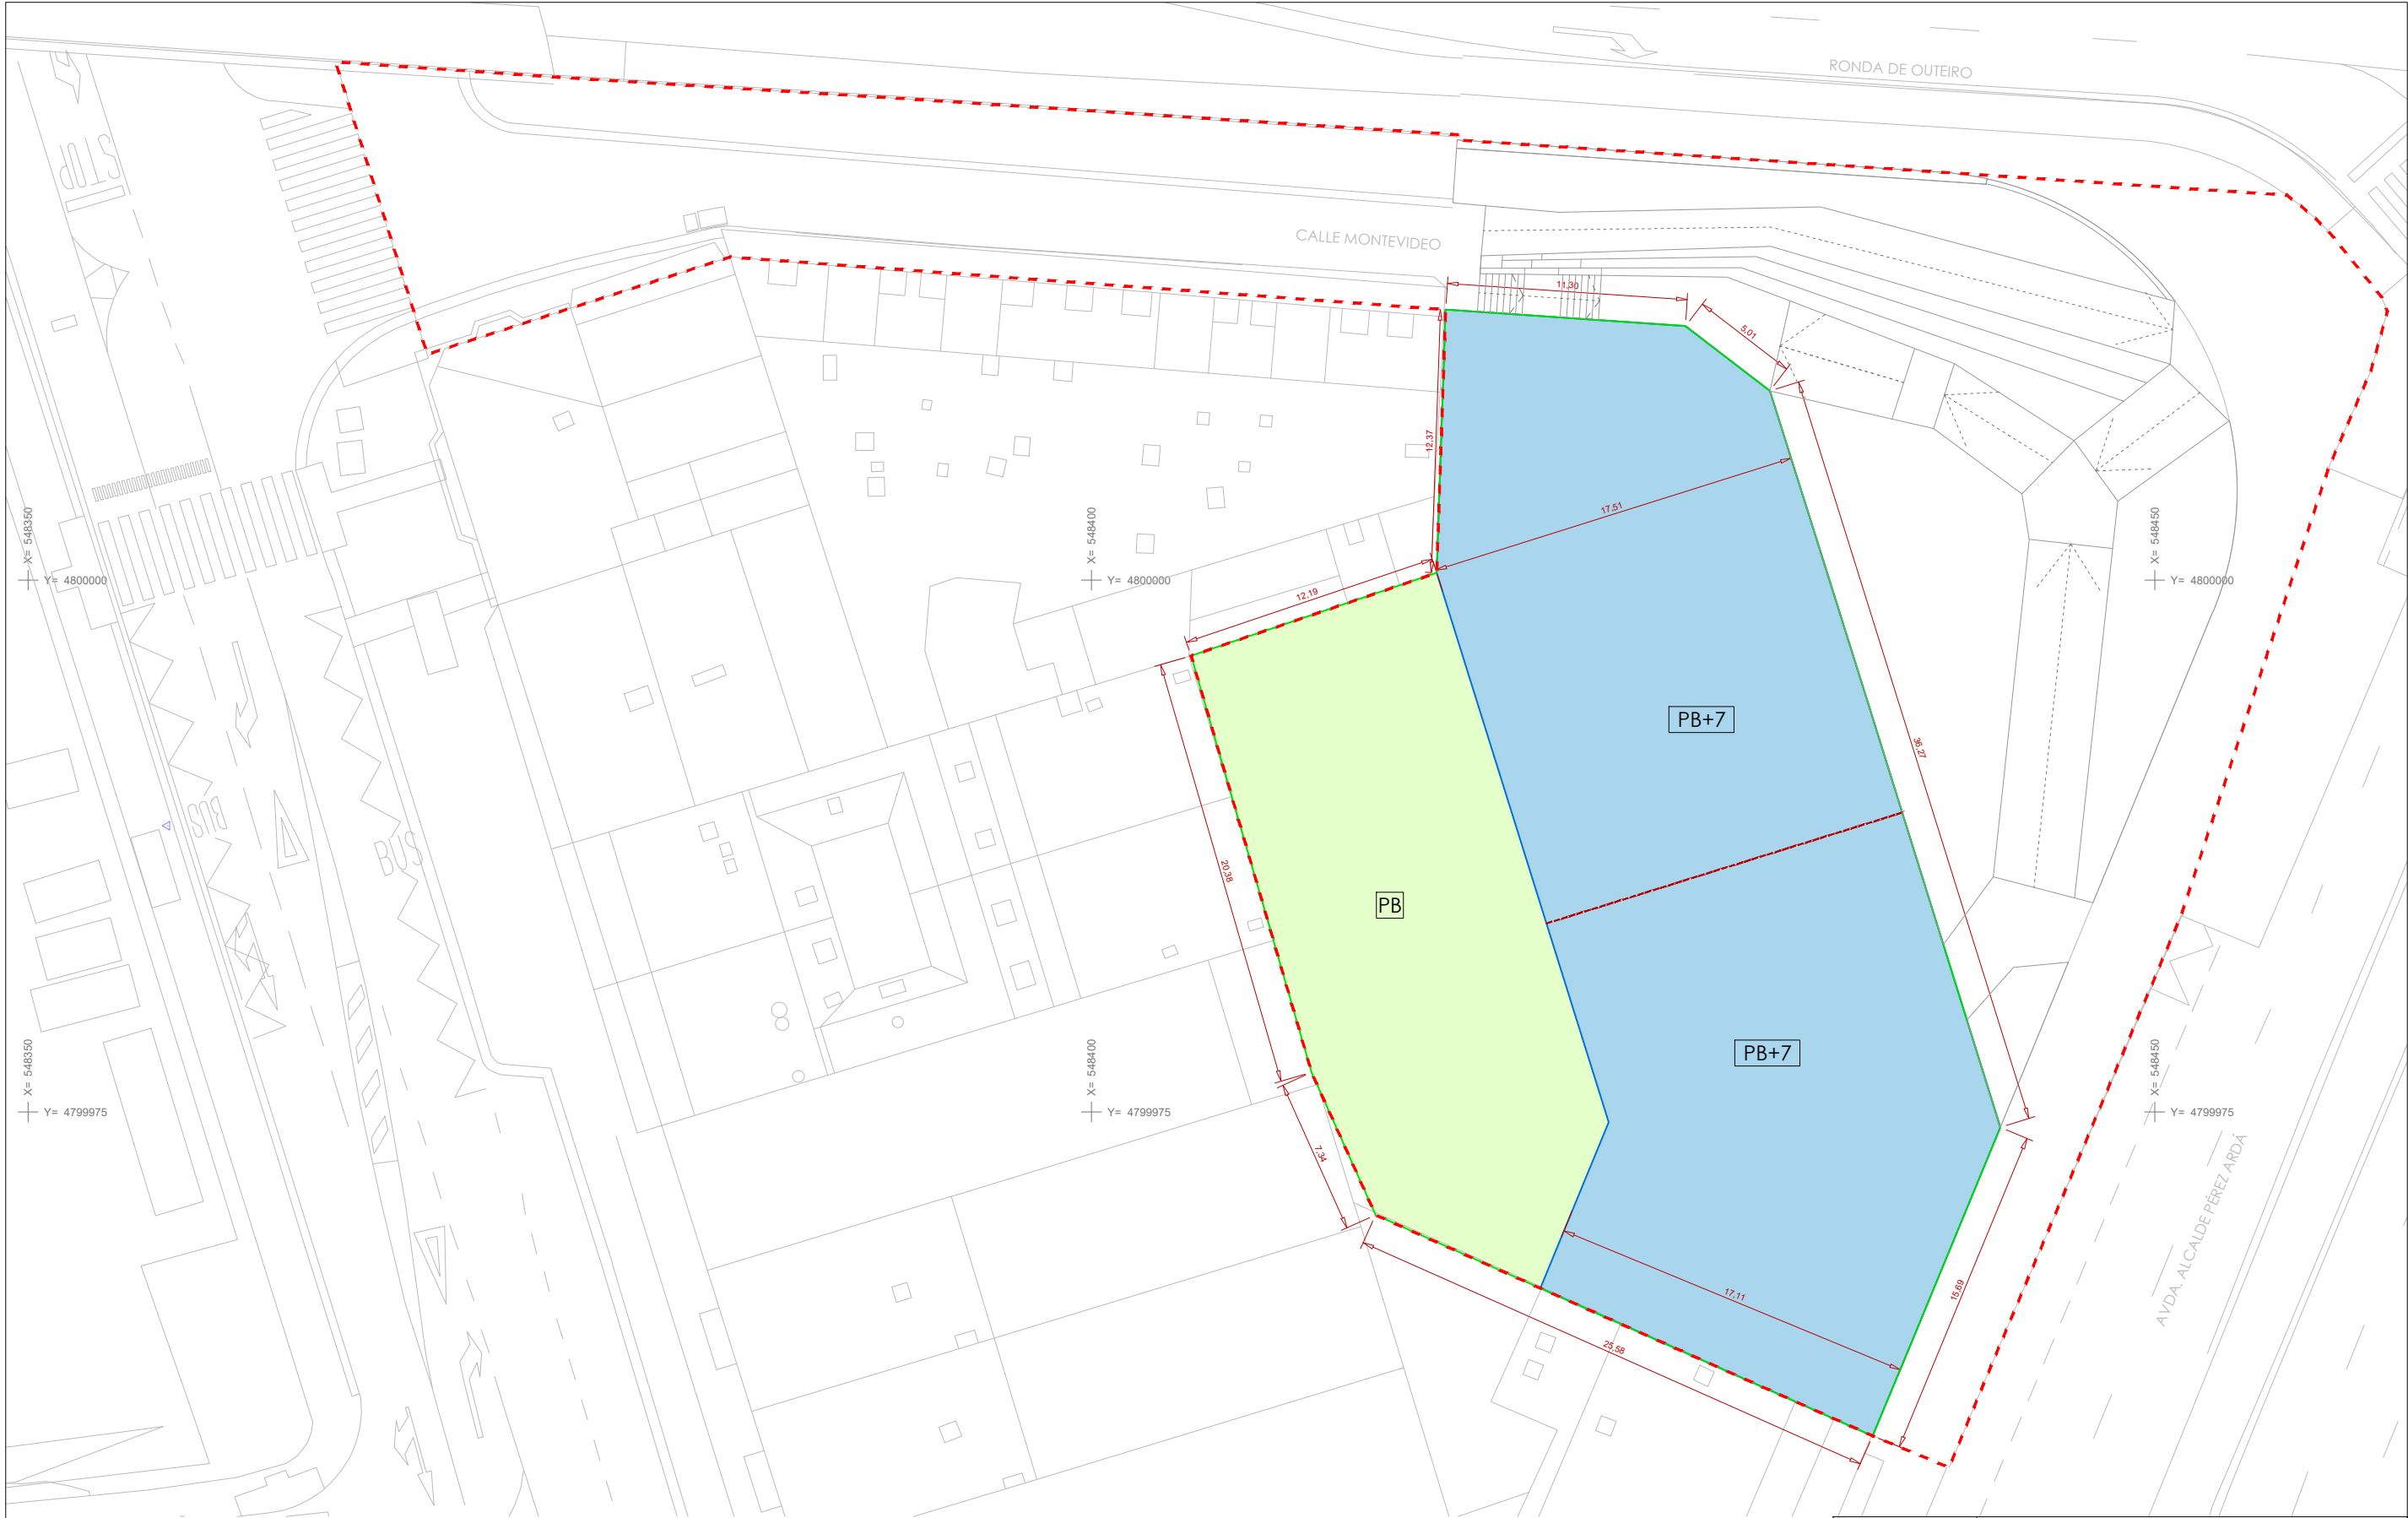 RONDA DE OUTEIRO
STOP
CALLE MONTEVIDEO
11,30
5,01
12,37
17,51
X= 548350
Y= 4800000
X= 548400
Y= 4800000
X= 548450
Y= 4800000
12,19
PB+7
36,27
BUS
BUS
20,38
PB
X= 548350
Y= 4799975
X= 548400
Y= 4799975
X= 548450
Y= 4799975
PB+7
7,34
AVDA. ALCALDE PÉREZ ARDÁ
17,11
15,69
25,58